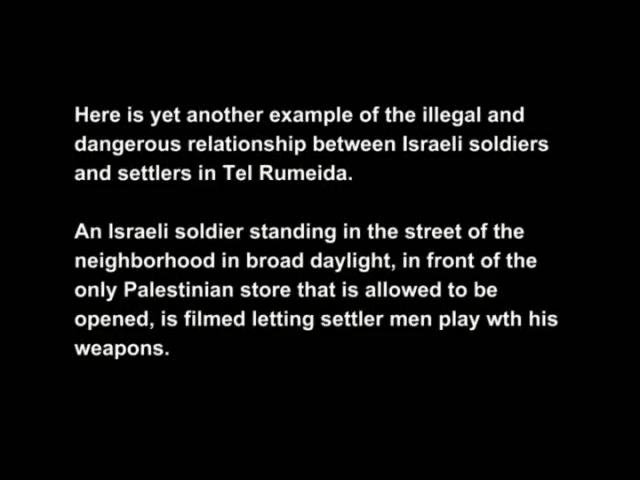 Here is yet another example of the illegal and
dangerous relationship between Israeli soldiers
and settlers in Tel Rumeida.
An Israeli soldier standing in the street of the
neighborhood in broad daylight, in front of the
only Palestinian store that is allowed to be
opened, is filmed letting settler men play wth his
weapons.